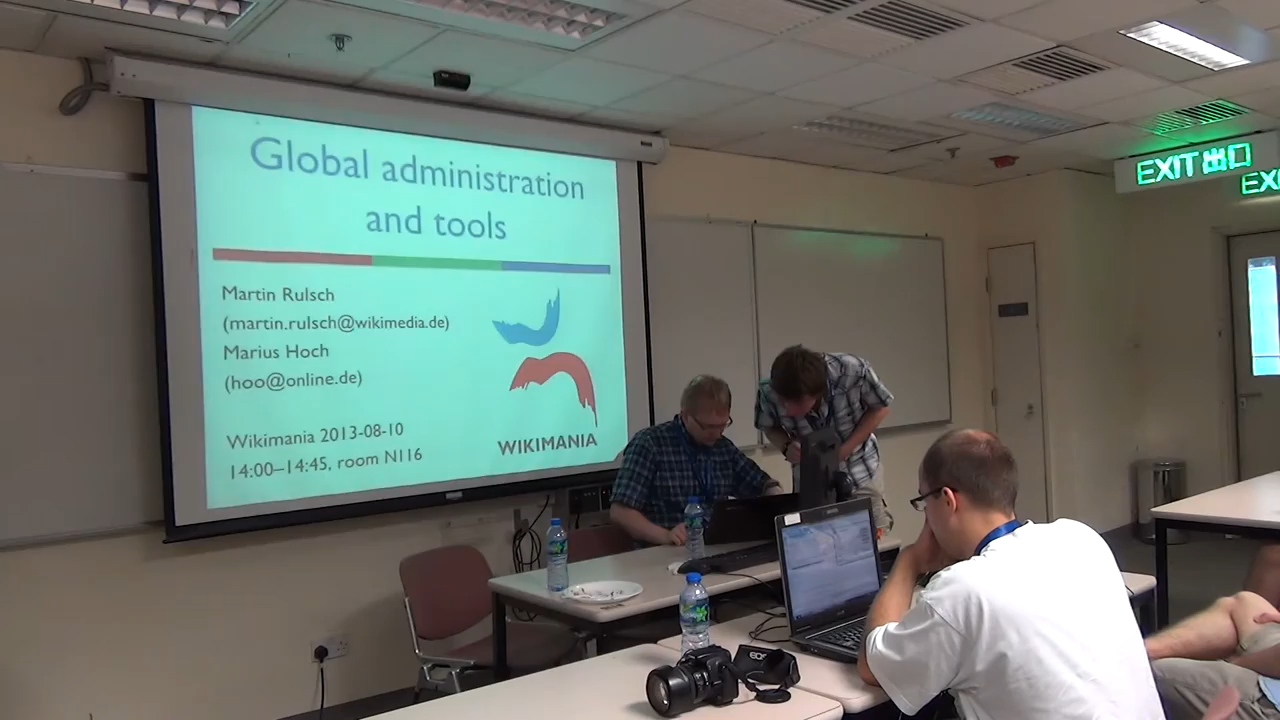 Global administration
and tools
Martin Rulsch
(martin.rulsch@wikimedia.de)
Marius Hoch
(hoo@online.de)
Wikimania 2013-08-10
14:00–14:45, room N116
WIKIMANIA
EXIT 出口
EX
EOS